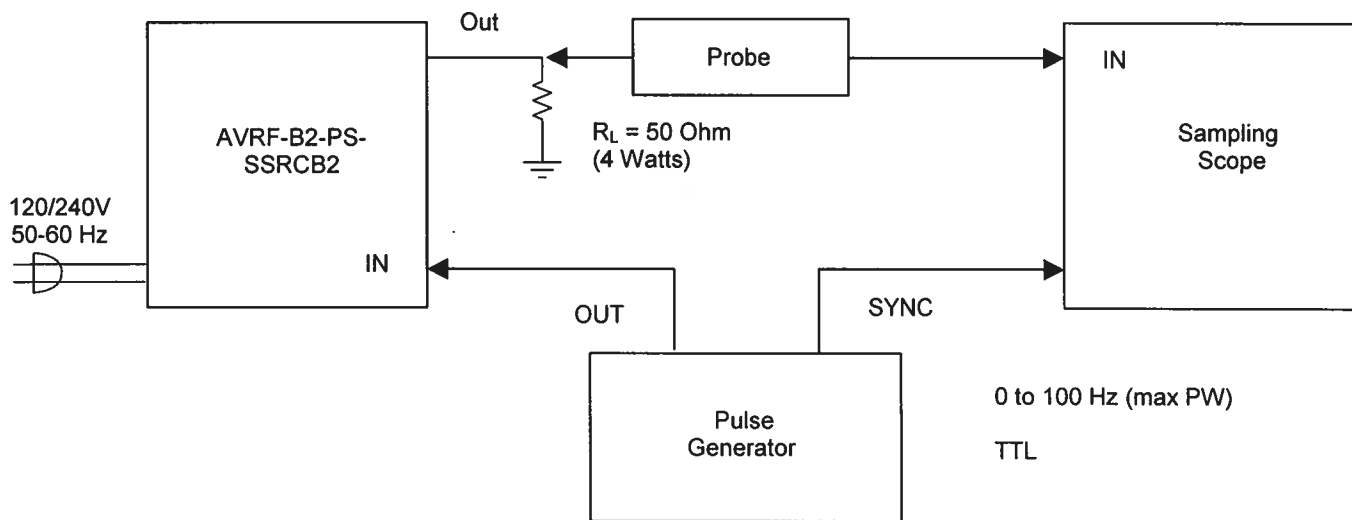 Out
Probe
IN
AVRF-B2-PS-
SSRCB2
R_L = 50 Ohm
(4 Watts)
Sampling
Scope
120/240V
50-60 Hz
IN
OUT
SYNC
0 to 100 Hz (max PW)
Pulse
Generator
TTL